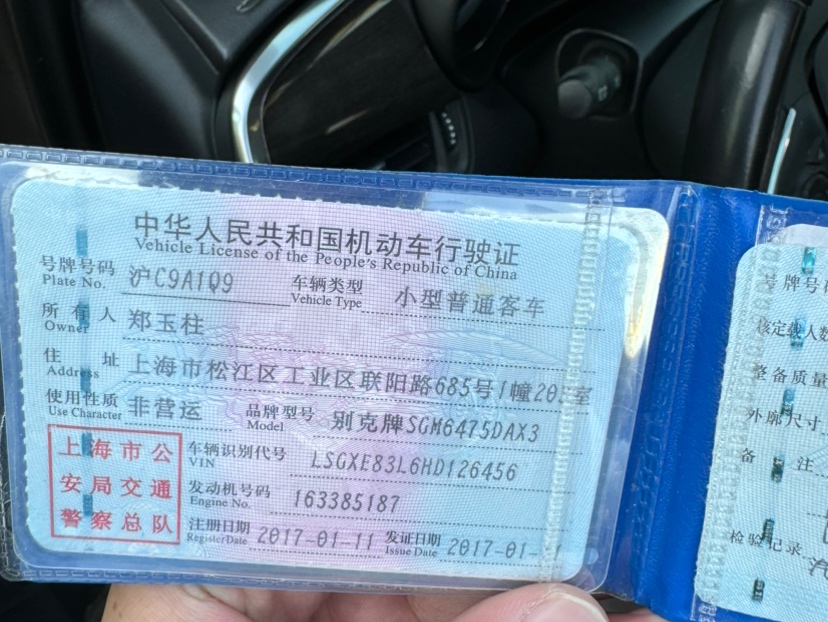 中华人民共和国机动车行驶证
Vehicle License of the People's Republic of China
号牌号码 沪C9A1Q9 车辆类型 小型普通客车
Plate No. Vehicle Type
所有人 郑玉柱
Owner
住址 上海市松江区工业区联阳路685号1幢20 室
Address
使用性质 非营运 品牌型号 别克牌SGM6475DAX3
Use Character Model
上海市公
安局交通
警察总队
车辆识别代号 LSGXE83L6HD126456
VIN
发动机号码 163385187
Engine No.
注册日期 2017-01-11 发证日期 2017-01-
Register Date Issue Date
号牌号
核定载人数
整备质量
外廓尺寸
备注
检验记录